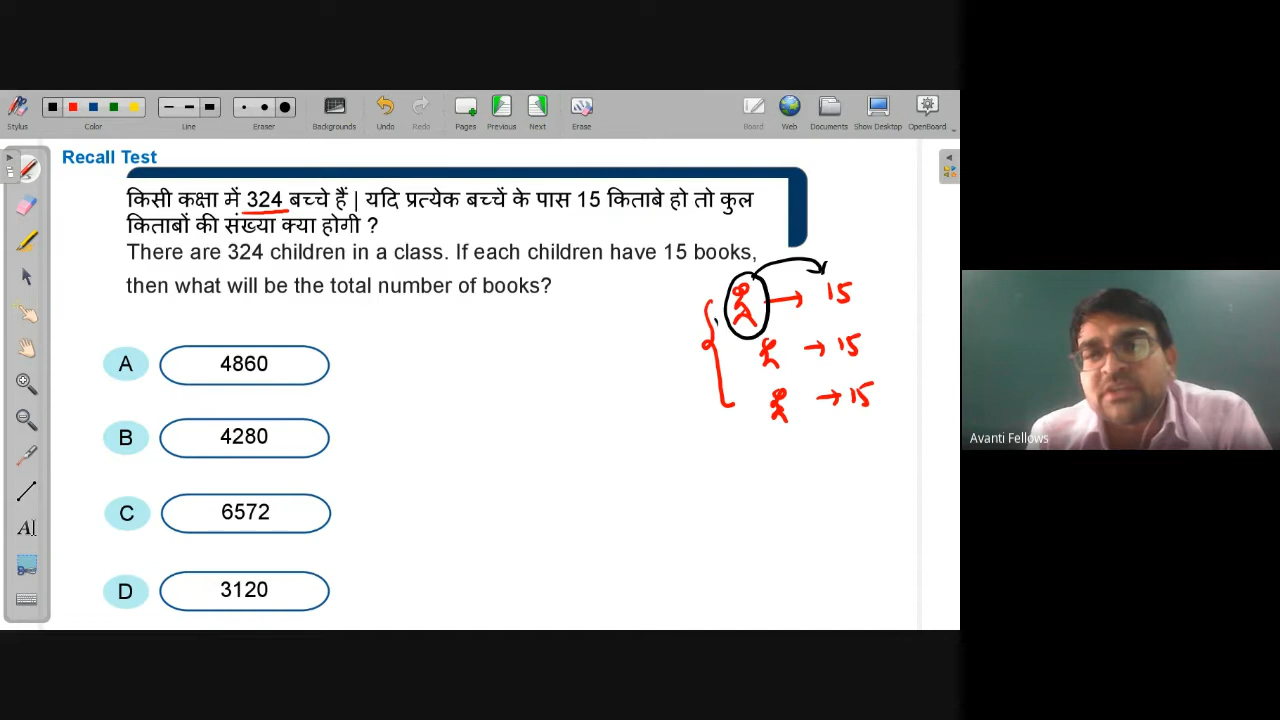 Stylus Color Line Eraser Backgrounds Undo Redo Pages Previous Next Erase Board Web Documents Show Desktop OpenBoard
Recall Test
किसी कक्षा में 324 बच्चे हैं | यदि प्रत्येक बच्चें के पास 15 किताबे हो तो कुल
किताबों की संख्या क्या होगी ?
There are 324 children in a class. If each children have 15 books,
then what will be the total number of books?
→ 15
→ 15
→ 15
A 4860
B 4280
C 6572
D 3120
Avanti Fellows